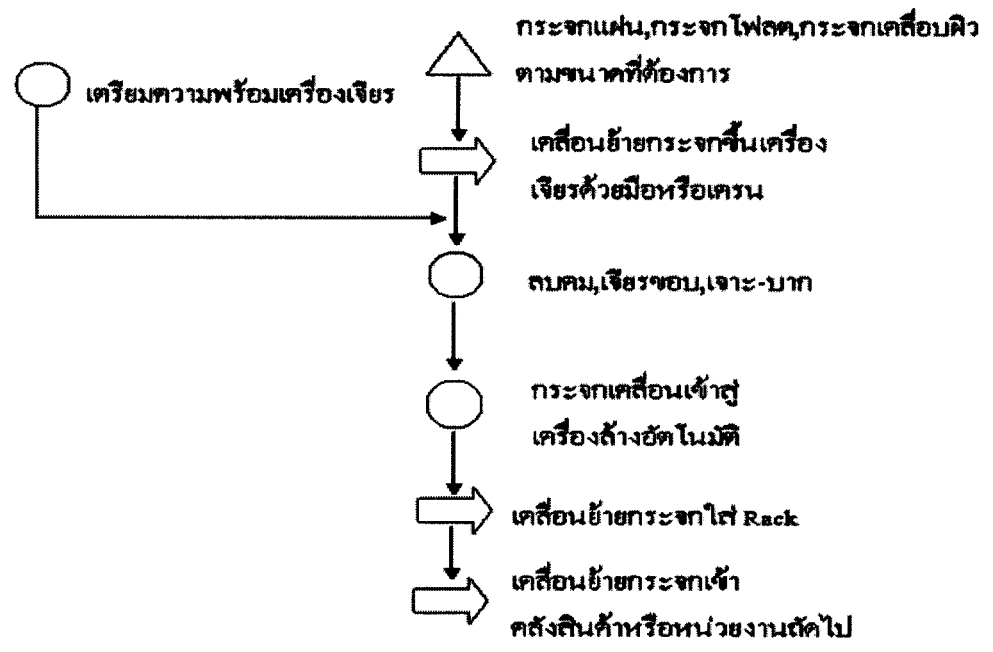 กระจกแผ่น,กระจกโฟลต,กระจกเคลือบผิว
ตามขนาดที่ต้องการ
เตรียมความพร้อมเครื่องเจียร
เคลื่อนย้ายกระจกขึ้นเครื่อง
เจียรด้วยมือหรือเครน
ลบคม,เจียรขอบ,เจาะ-บาก
กระจกเคลื่อนเข้าสู่
เครื่องล้างอัตโนมัติ
เคลื่อนย้ายกระจกใส่ Rack
เคลื่อนย้ายกระจกเข้า
คลังสินค้าหรือหน่วยงานถัดไป